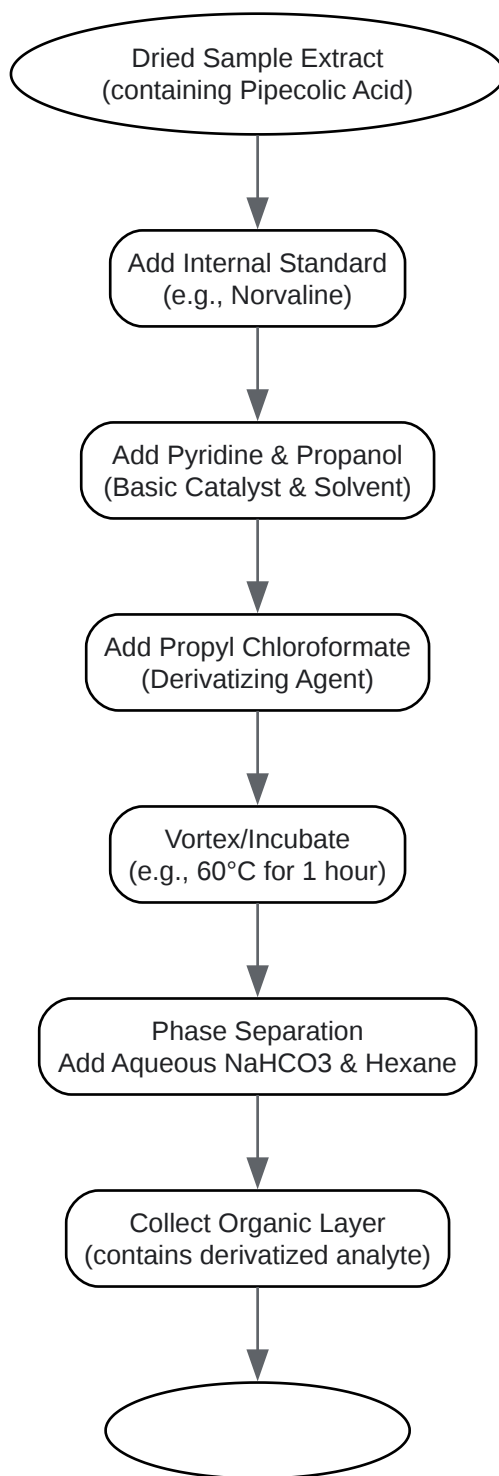 Dried Sample Extract
(containing Pipecolic Acid)
Add Internal Standard
(e.g., Norvaline)
Add Pyridine & Propanol
(Basic Catalyst & Solvent)
Add Propyl Chloroformate
(Derivatizing Agent)
Vortex/Incubate
(e.g., 60°C for 1 hour)
Phase Separation
Add Aqueous NaHCO3 & Hexane
Collect Organic Layer
(contains derivatized analyte)